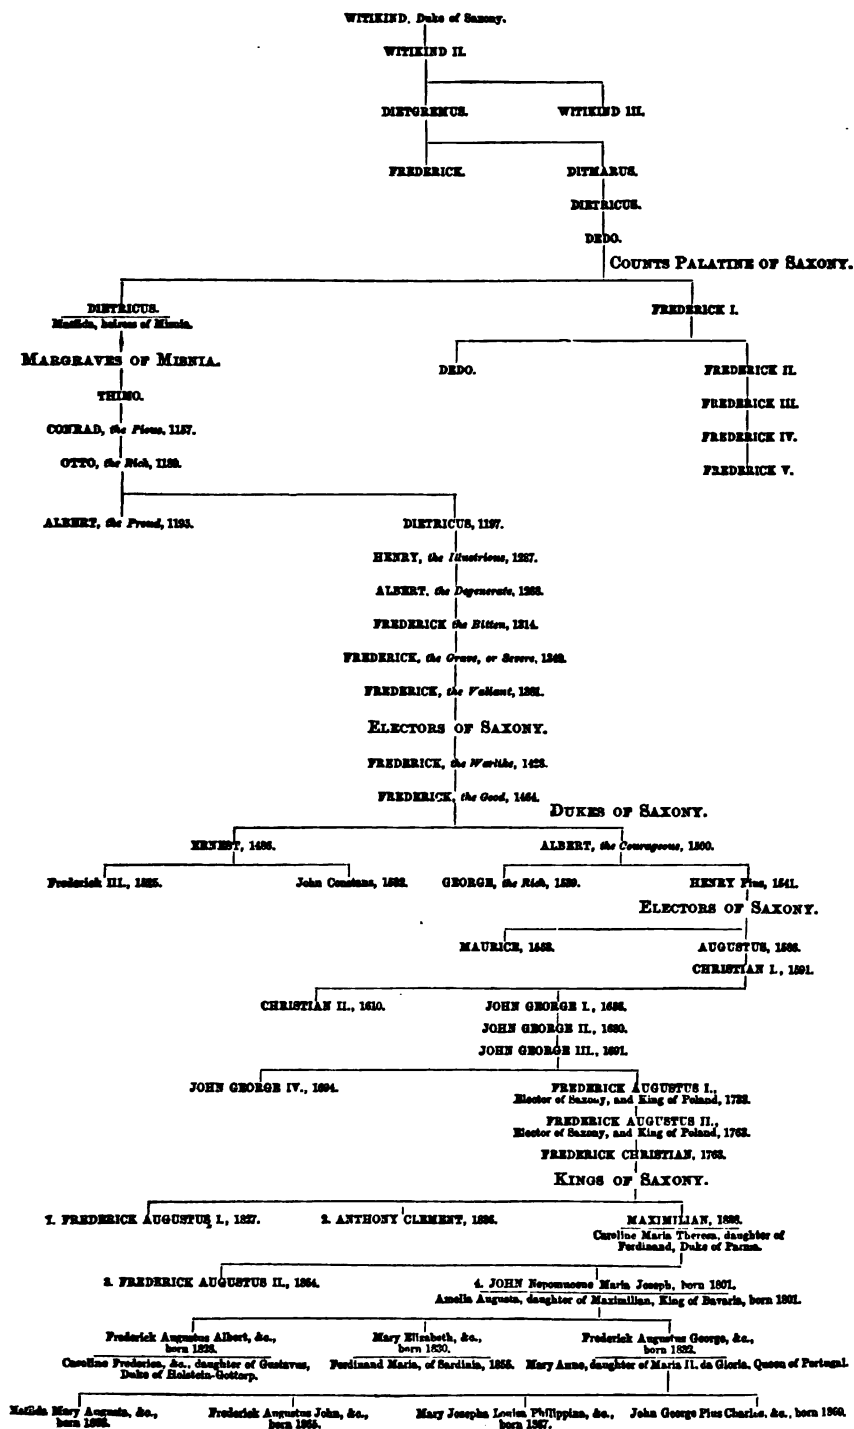 WITIKIND, Duke of Saxony.
WITIKIND II.
DIETGREMUS. WITIKIND III.
FREDERICK. DITMARUS.
DIETRICUS.
DEDO.
COUNTS PALATINE OF SAXONY.
DIETRICUS. FREDERICK I.
Matilda, heiress of Misnia.
MARGRAVES OF MISNIA.
DEDO. FREDERICK II.
THIMO. FREDERICK III.
CONRAD, the Pious, 1157. FREDERICK IV.
OTTO, the Rich, 1189. FREDERICK V.
ALBERT, the Proud, 1195. DIETRICUS, 1197.
HENRY, the Illustrious, 1287.
ALBERT, the Degenerate, 1288.
FREDERICK the Bitten, 1314.
FREDERICK, the Grave, or Severe, 1349.
FREDERICK, the Valiant, 1381.
ELECTORS OF SAXONY.
FREDERICK, the Warlike, 1428.
FREDERICK, the Good, 1464.
DUKES OF SAXONY.
ERNEST, 1486. ALBERT, the Courageous, 1500.
Frederick III., 1525. John Constans, 1532. GEORGE, the Rich, 1539. HENRY Pius, 1541.
ELECTORS OF SAXONY.
MAURICE, 1553. AUGUSTUS, 1586.
CHRISTIAN I., 1591.
CHRISTIAN II., 1610. JOHN GEORGE I., 1656.
JOHN GEORGE II., 1680.
JOHN GEORGE III., 1691.
JOHN GEORGE IV., 1694. FREDERICK AUGUSTUS I.,
Elector of Saxony, and King of Poland, 1733.
FREDERICK AUGUSTUS II.,
Elector of Saxony, and King of Poland, 1763.
FREDERICK CHRISTIAN, 1763.
KINGS OF SAXONY.
1. FREDERICK AUGUSTUS I., 1827. 2. ANTHONY CLEMENT, 1836. MAXIMILIAN, 1838.
Caroline Maria Theresa, daughter of
Ferdinand, Duke of Parma.
3. FREDERICK AUGUSTUS II., 1854. 4. JOHN Nepomucene Maria Joseph, born 1801.
Amelia Augusta, daughter of Maximilian, King of Bavaria, born 1801.
Frederick Augustus Albert, &c., Mary Elizabeth, &c., Frederick Augustus George, &c.,
born 1828. born 1830. born 1832.
Caroline Frederica, &c., daughter of Gustavus, Ferdinand Maria, of Sardinia, 1855. Mary Anne, daughter of Maria II. da Gloria, Queen of Portugal.
Duke of Holstein-Gottorp.
Matilda Mary Augusta, &c., Frederick Augustus John, &c., Mary Josepha Louisa Philippina, &c., John George Pius Charles, &c., born 1869.
born 1863. born 1865. born 1867.